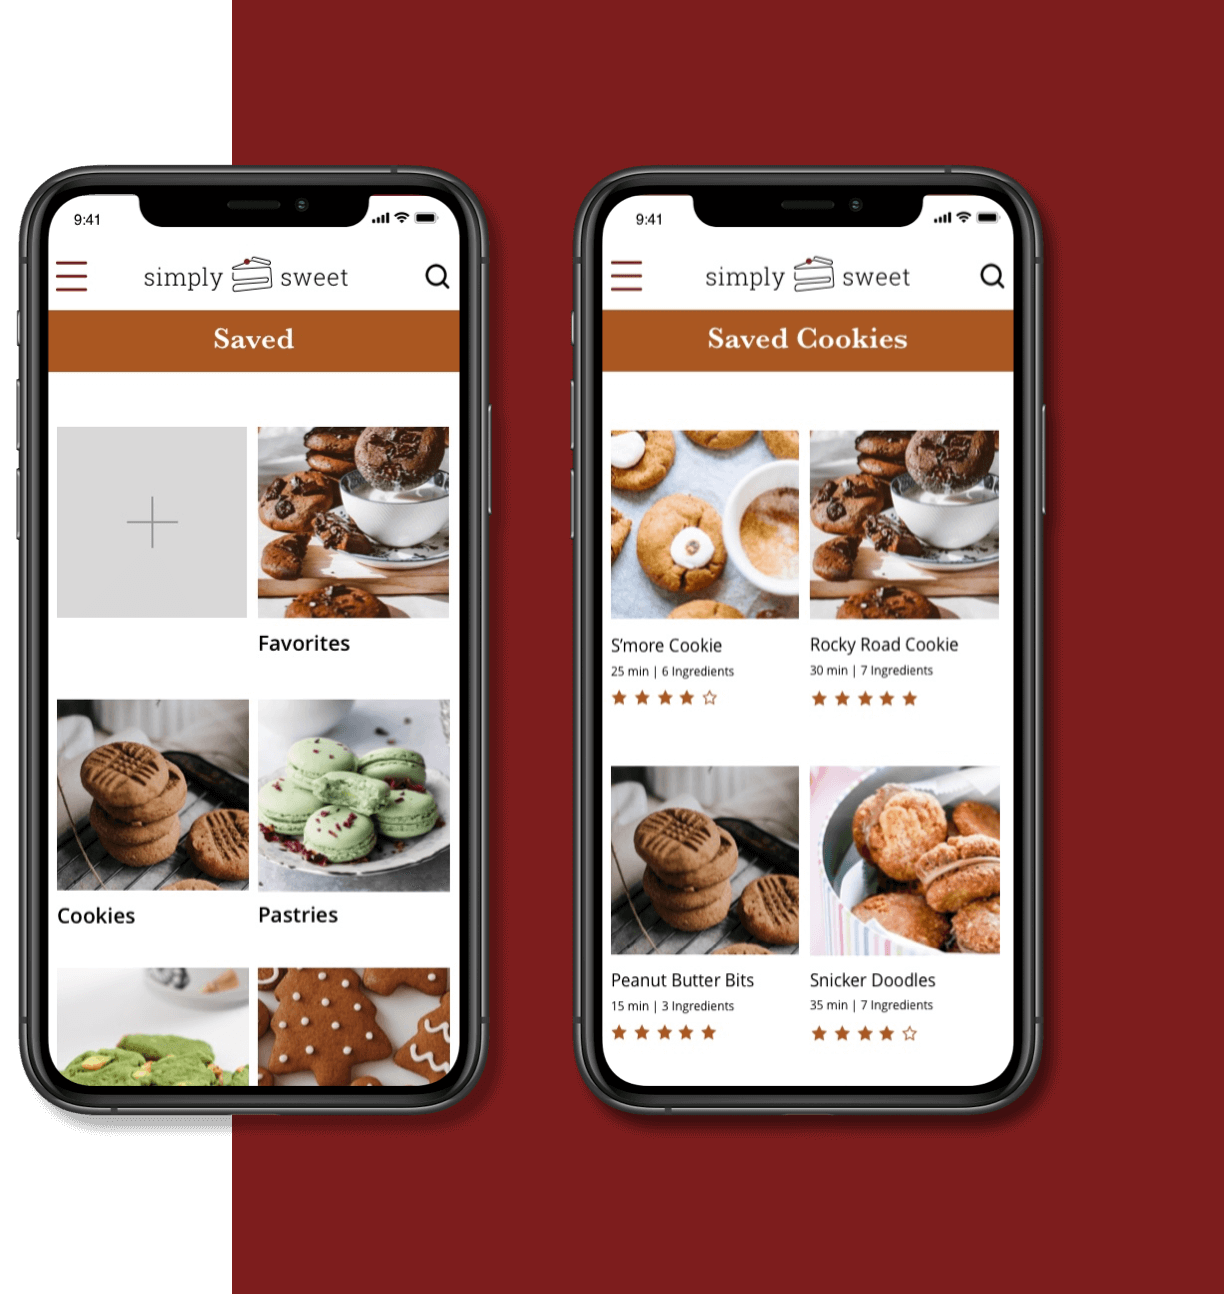 9:41
simply sweet
Saved
Favorites
Cookies
Pastries
9:41
simply sweet
Saved Cookies
S'more Cookie
25 min | 6 Ingredients
Rocky Road Cookie
30 min | 7 Ingredients
Peanut Butter Bits
15 min | 3 Ingredients
Snicker Doodles
35 min | 7 Ingredients